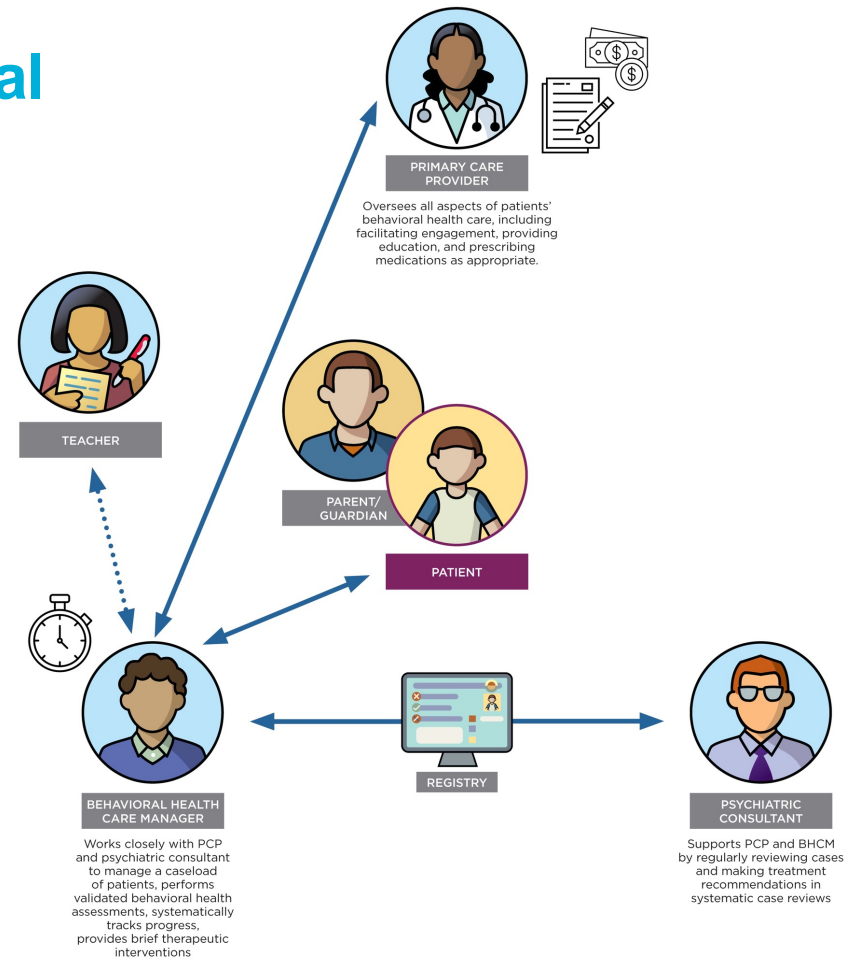 al
$
$
PRIMARY CARE
PROVIDER
Oversees all aspects of patients'
behavioral health care, including
facilitating engagement, providing
education, and prescribing
medications as appropriate.
TEACHER
PARENT/
GUARDIAN
PATIENT
REGISTRY
BEHAVIORAL HEALTH
CARE MANAGER
Works closely with PCP
and psychiatric consultant
to manage a caseload
of patients, performs
validated behavioral health
assessments, systematically
tracks progress,
provides brief therapeutic
interventions
PSYCHIATRIC
CONSULTANT
Supports PCP and BHCM
by regularly reviewing cases
and making treatment
recommendations in
systematic case reviews